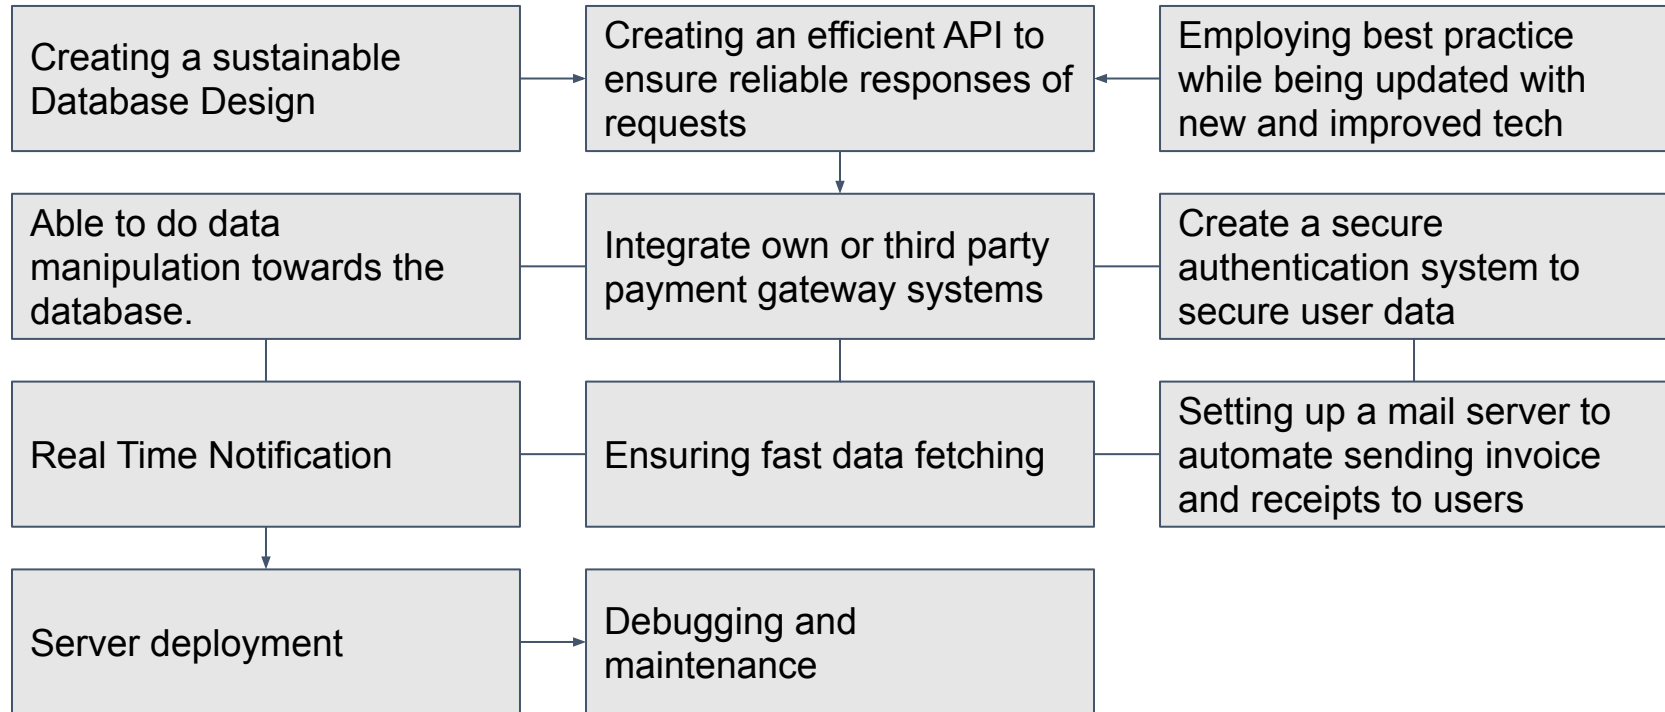 Creating a sustainable
Database Design
Creating an efficient API to
ensure reliable responses of
requests
Employing best practice
while being updated with
new and improved tech
Able to do data
manipulation towards the
database.
Integrate own or third party
payment gateway systems
Create a secure
authentication system to
secure user data
Real Time Notification
Ensuring fast data fetching
Setting up a mail server to
automate sending invoice
and receipts to users
Server deployment
Debugging and
maintenance